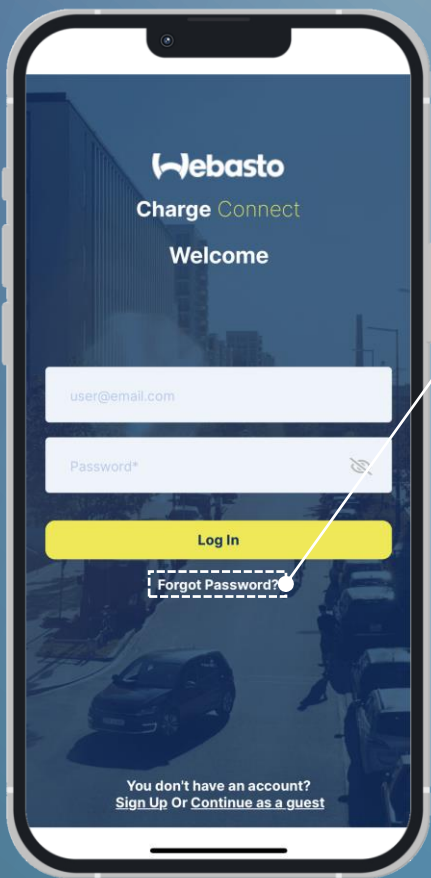 Webasto
Charge Connect
Welcome
user@email.com
Password*
Log In
Forgot Password?
You don't have an account?
Sign Up Or Continue as a guest